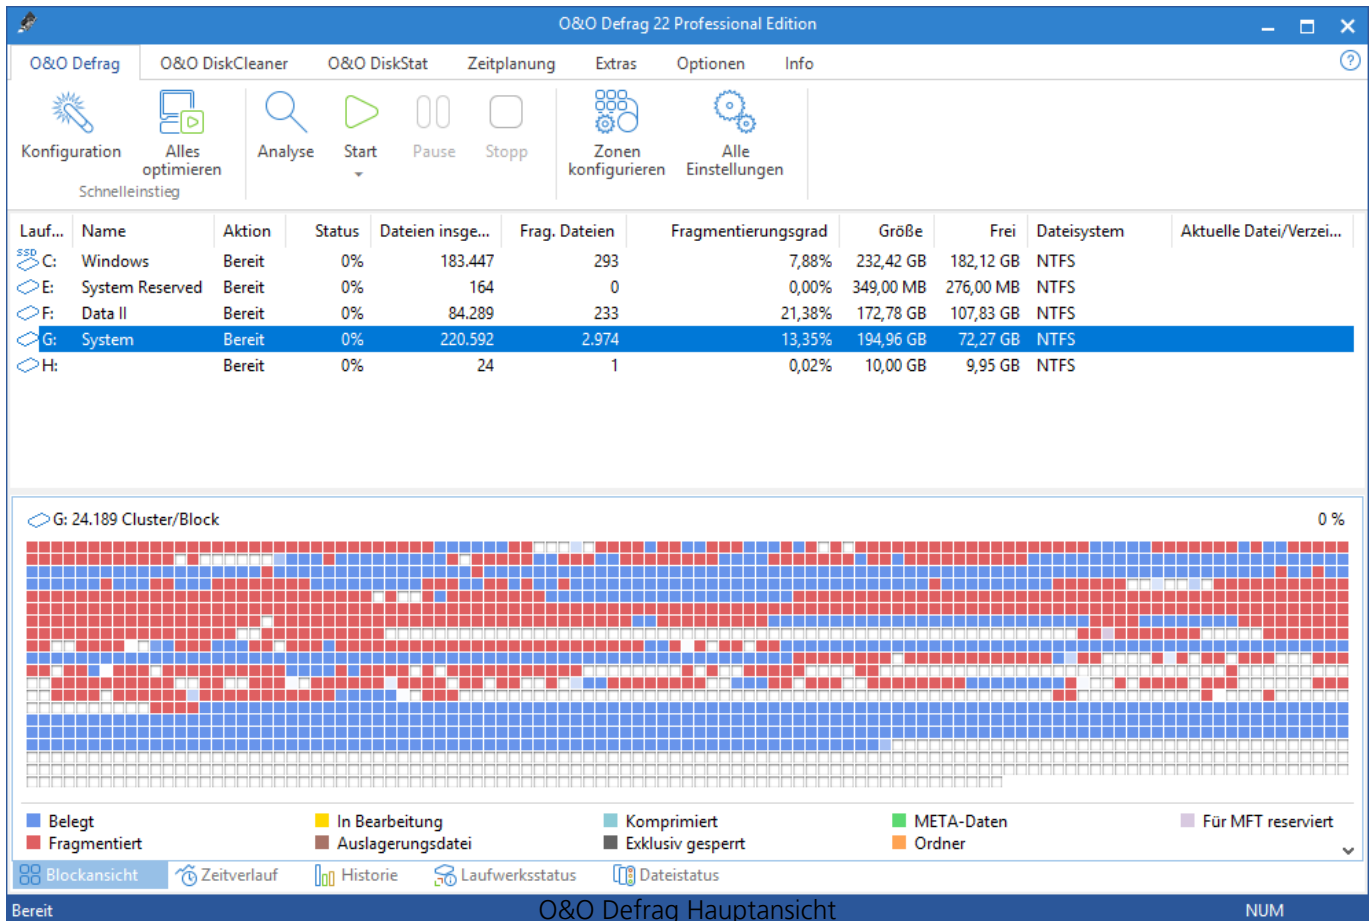 O&O Defrag 22 Professional Edition
O&O Defrag O&O DiskCleaner O&O DiskStat Zeitplanung Extras Optionen Info ?
Konfiguration Alles optimieren Analyse Start Pause Stopp Zonen konfigurieren Alle Einstellungen
Schnelleinstieg
Lauf... Name Aktion Status Dateien insge... Frag. Dateien Fragmentierungsgrad Größe Frei Dateisystem Aktuelle Datei/Verzei...
SSD C: Windows Bereit 0% 183.447 293 7,88% 232,42 GB 182,12 GB NTFS
E: System Reserved Bereit 0% 164 0 0,00% 349,00 MB 276,00 MB NTFS
F: Data II Bereit 0% 84.289 233 21,38% 172,78 GB 107,83 GB NTFS
G: System Bereit 0% 220.592 2.974 13,35% 194,96 GB 72,27 GB NTFS
H: Bereit 0% 24 1 0,02% 10,00 GB 9,95 GB NTFS
G: 24.189 Cluster/Block 0 %
Belegt In Bearbeitung Komprimiert META-Daten Für MFT reserviert
Fragmentiert Auslagerungsdatei Exklusiv gesperrt Ordner
Blockansicht Zeitverlauf Historie Laufwerksstatus Dateistatus
Bereit O&O Defrag Hauptansicht NUM